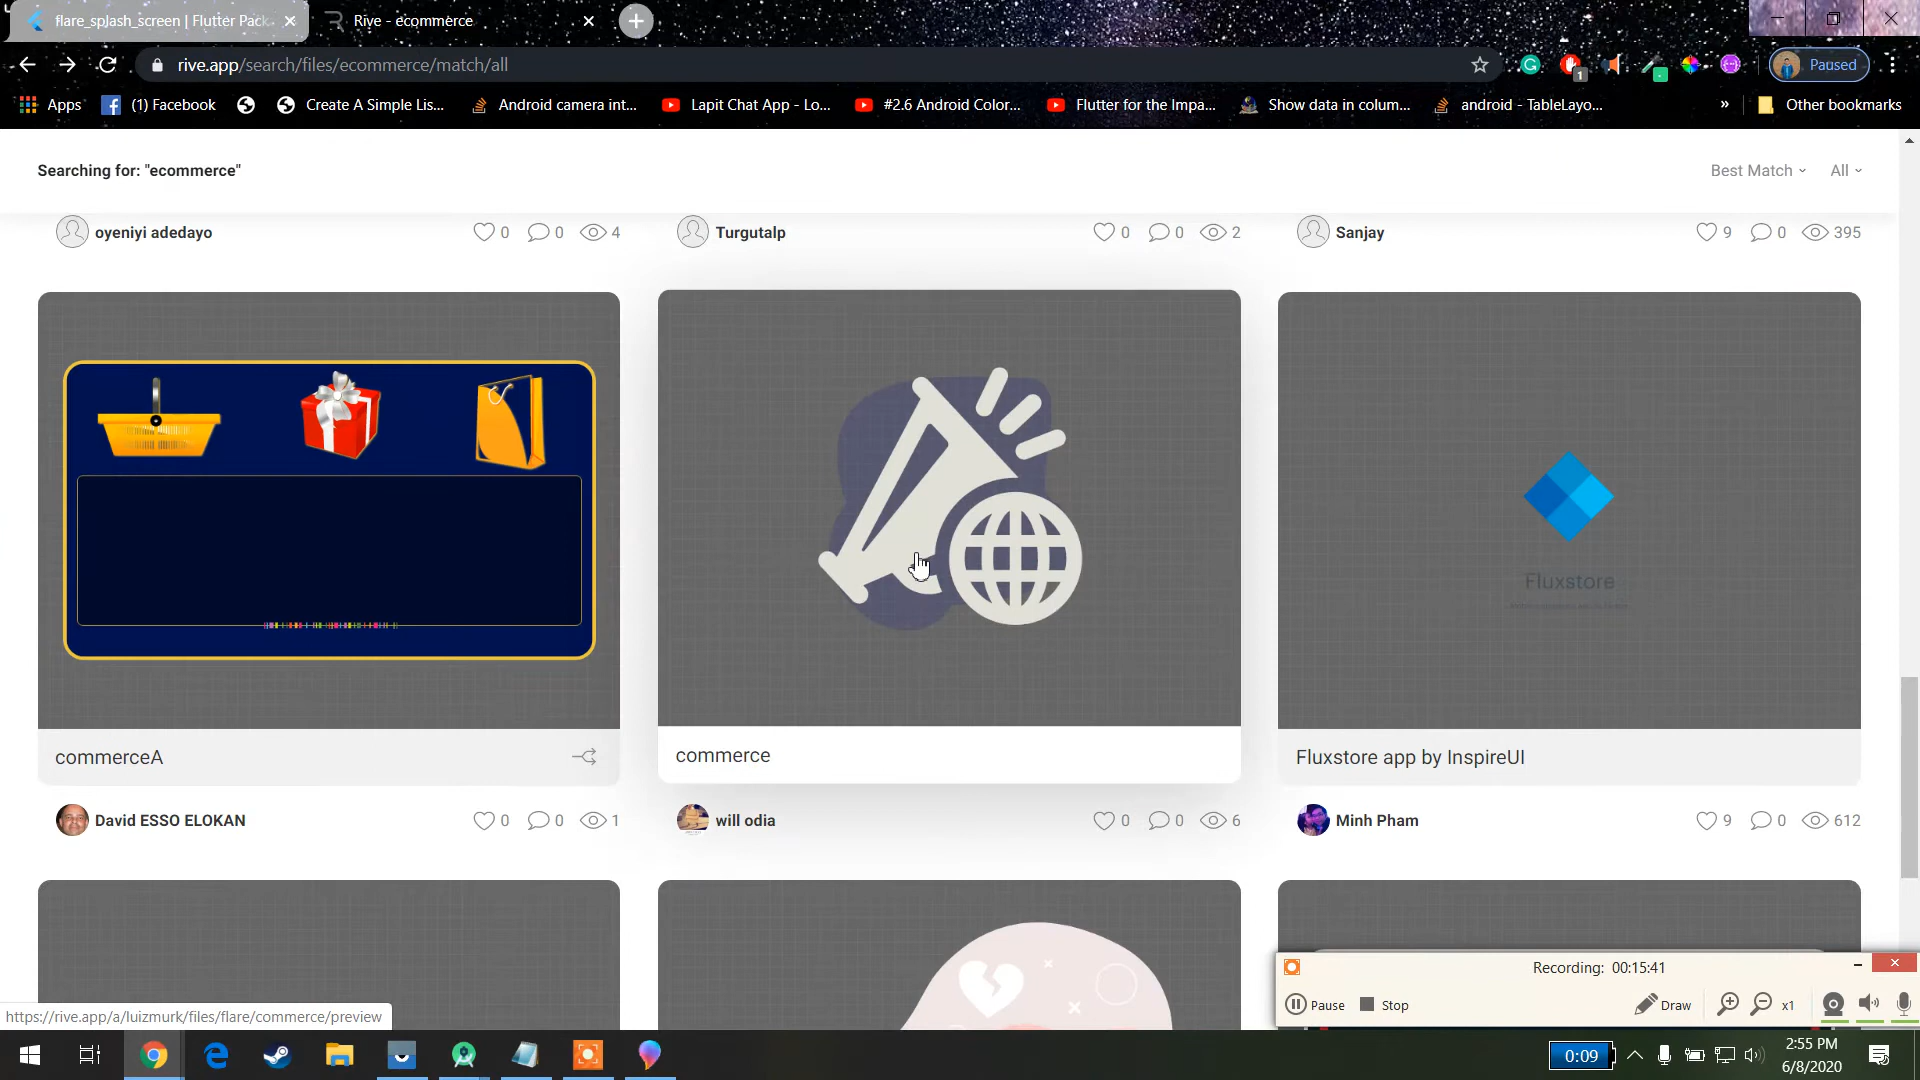 flare_splash_screen | Flutter Pack
Rive - ecommerce
rive.app/search/files/ecommerce/match/all
1
Paused
Apps
(1) Facebook
Create A Simple Lis...
Android camera int...
Lapit Chat App - Lo...
#2.6 Android Color...
Flutter for the Impa...
Show data in colum...
android - TableLayo...
»
Other bookmarks
Searching for: "ecommerce"
Best Match
All
oyeniyi adedayo
0
0
4
Turgutalp
0
0
2
Sanjay
9
0
395
Fluxstore
commerceA
commerce
Fluxstore app by InspireUI
David ESSO ELOKAN
0
0
1
will odia
0
0
6
Minh Pham
9
0
612
Recording: 00:15:41
Pause
Stop
Draw
x1
https://rive.app/a/luizmurk/files/flare/commerce/preview
0:09
2:55 PM
6/8/2020